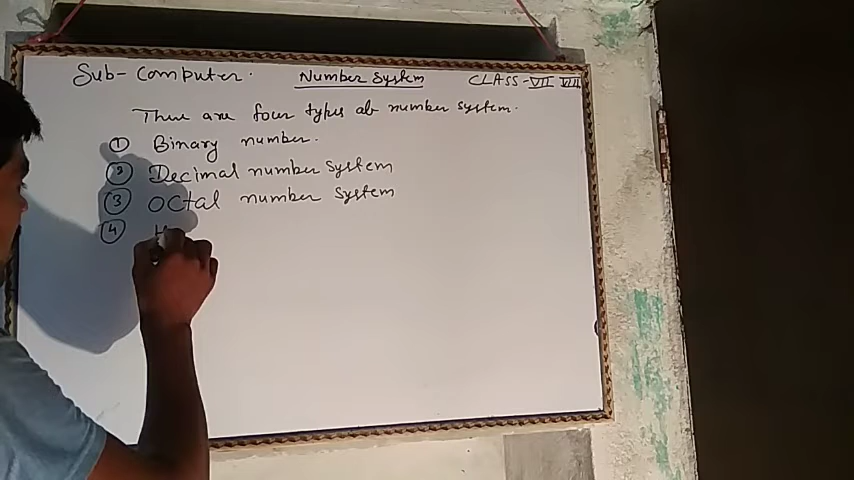 Sub- Computer. Number System CLASS - VII VIII
There are four types ob number system.
① Binary number.
② Decimal number system
③ Octal number system
④ H